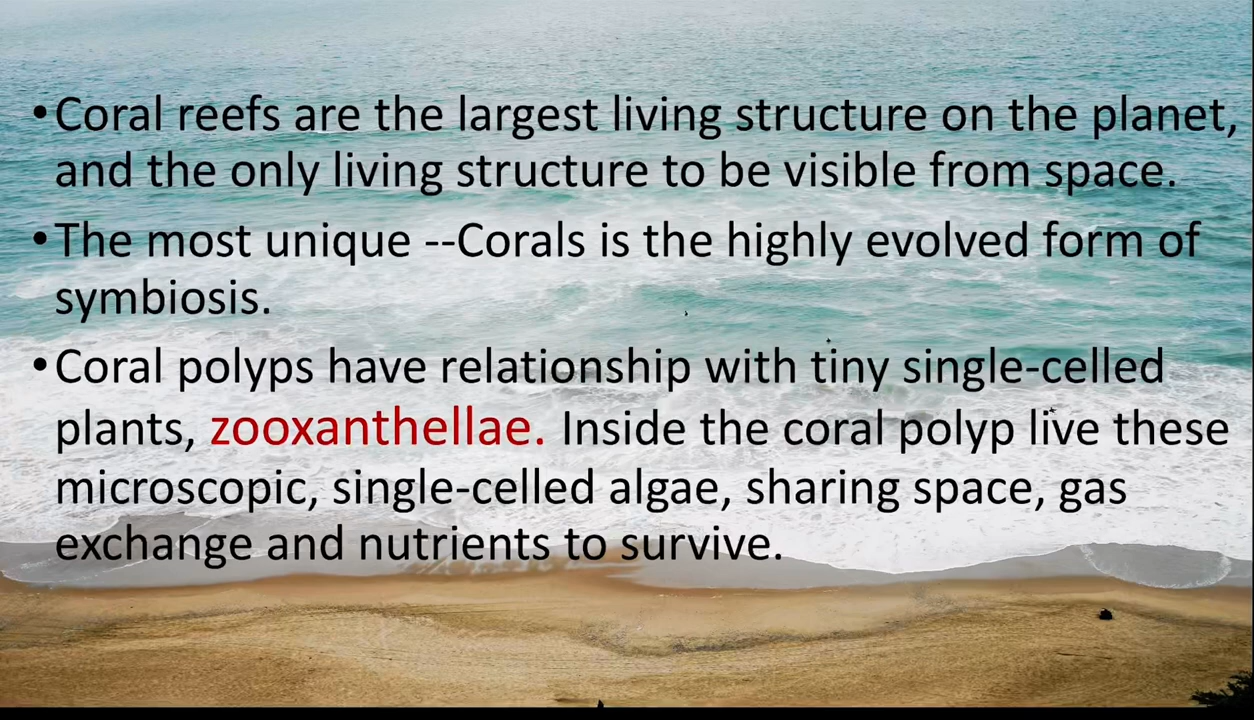 •Coral reefs are the largest living structure on the planet,
and the only living structure to be visible from space.
•The most unique --Corals is the highly evolved form of
symbiosis.
•Coral polyps have relationship with tiny single-celled
plants, zooxanthellae. Inside the coral polyp live these
microscopic, single-celled algae, sharing space, gas
exchange and nutrients to survive.